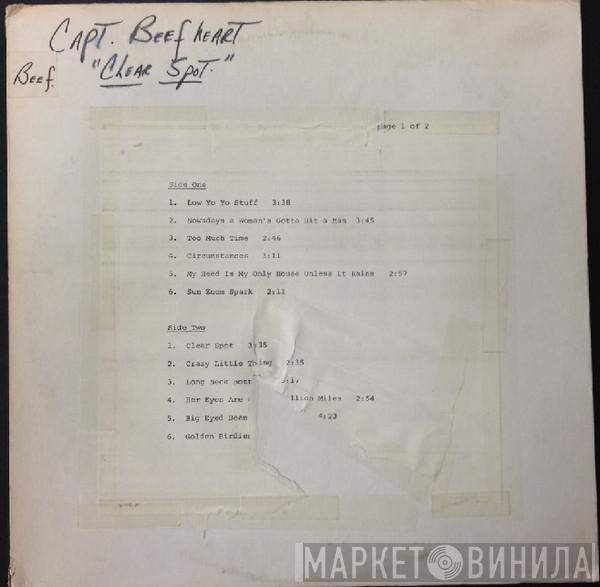 Capt. Beefheart
"Clear Spot."
Beef.
page 1 of 2
Side One
1. Low Yo Yo Stuff 3:38
2. Nowadays a Woman's Gotta Hit a Man 3:45
3. Too Much Time 2:46
4. Circumstances 3:11
5. My Head Is My Only House Unless It Rains 2:57
6. Sun Zoom Spark 2:11
Side Two
1. Clear Spot 3:35
2. Crazy Little Thing 2:35
3. Long Neck Bott :17
4. Her Eyes Are llion Miles 2:54
5. Big Eyed Bean 4:23
6. Golden Birdie
МАРКЕТ ВИНИЛА